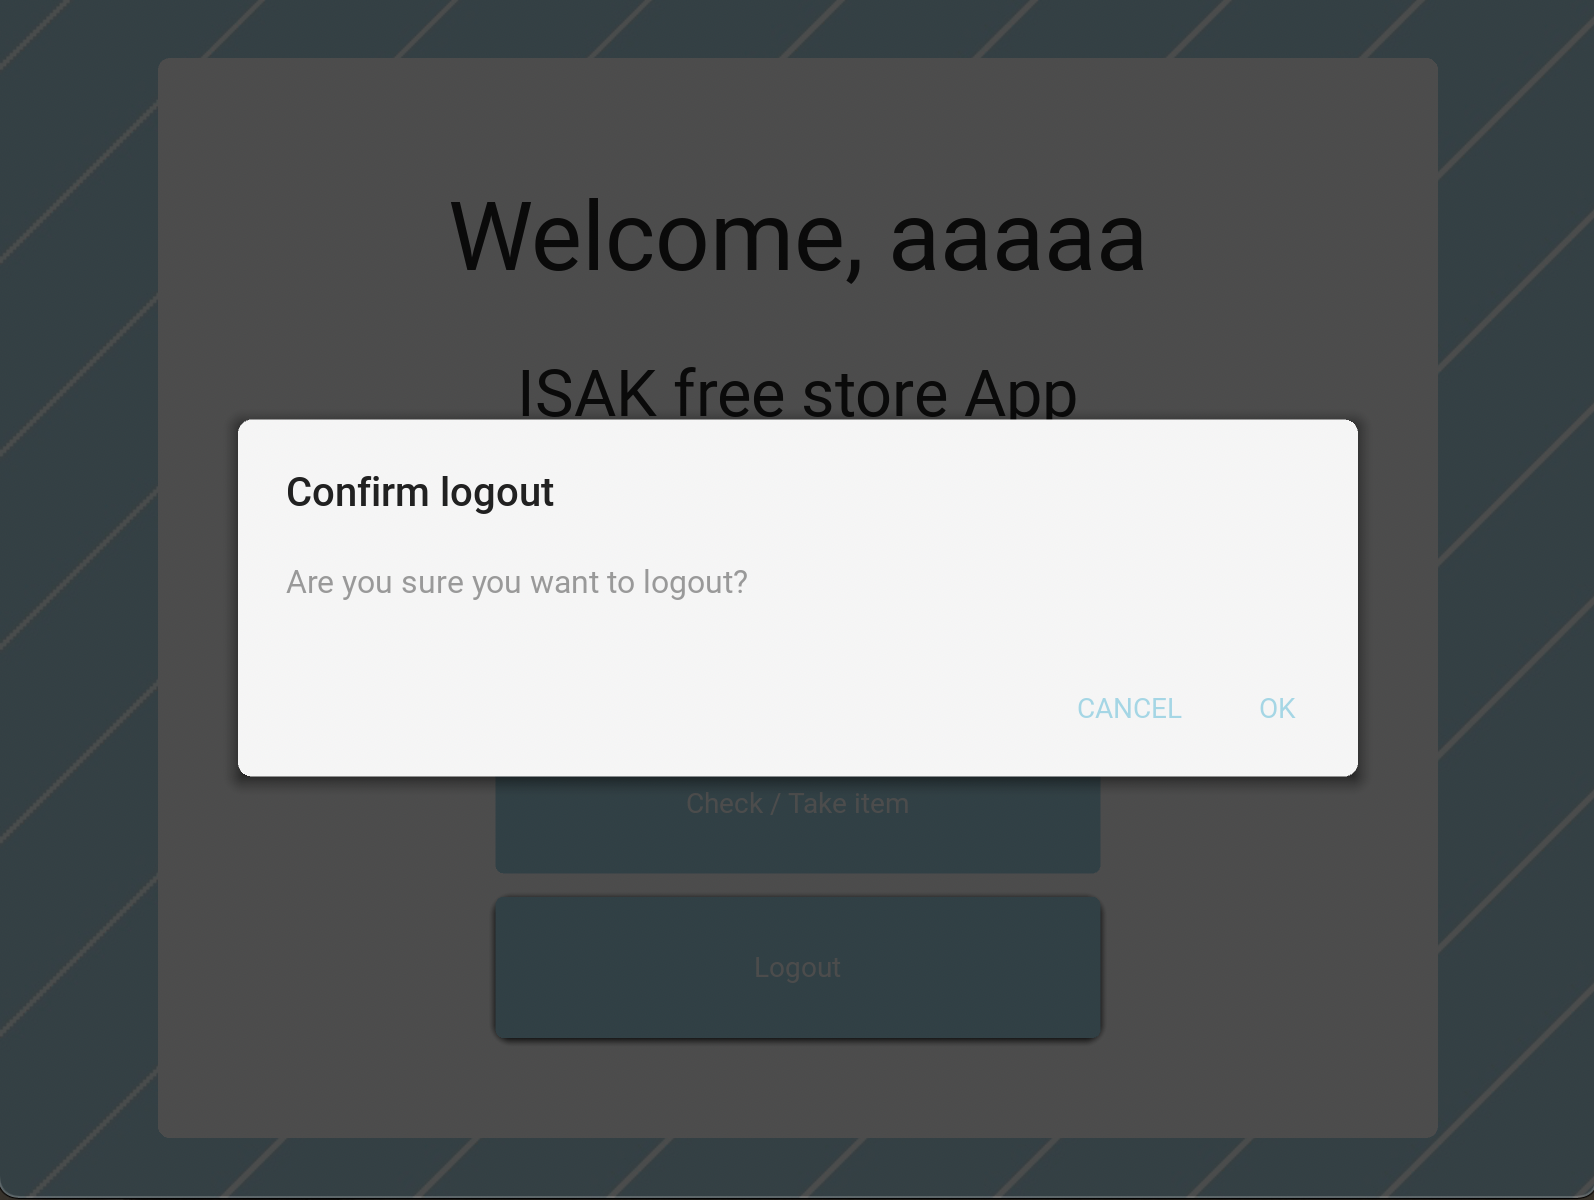 Welcome, aaaaa
ISAK free store App
Confirm logout
Are you sure you want to logout?
CANCEL OK
Check / Take item
Logout